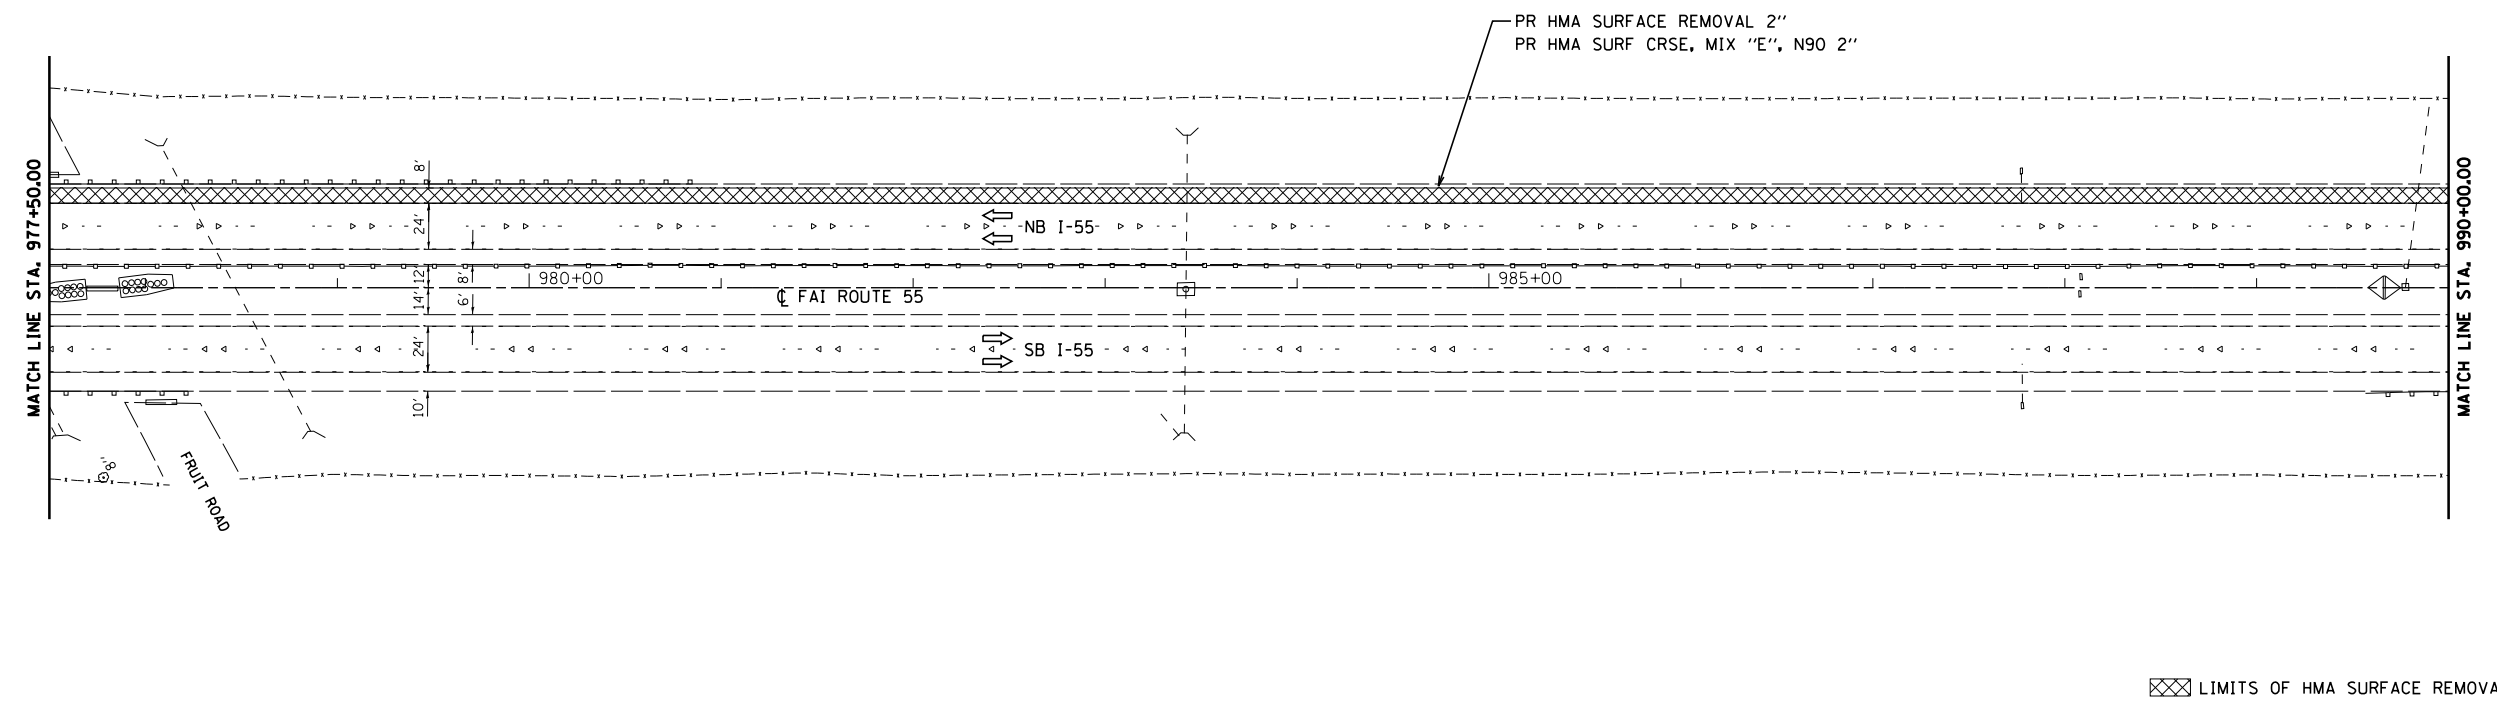 PR HMA SURFACE REMOVAL 2"
PR HMA SURF CRSE, MIX "E", N90 2"
MATCH LINE STA. 977+50.00
MATCH LINE STA. 990+00.00
8'
24'
NB I-55
12'
8'
980+00
985+00
14'
6'
℄ FAI ROUTE 55
24'
SB I-55
10'
8"
FRUIT ROAD
LIMITS OF HMA SURFACE REMOVA